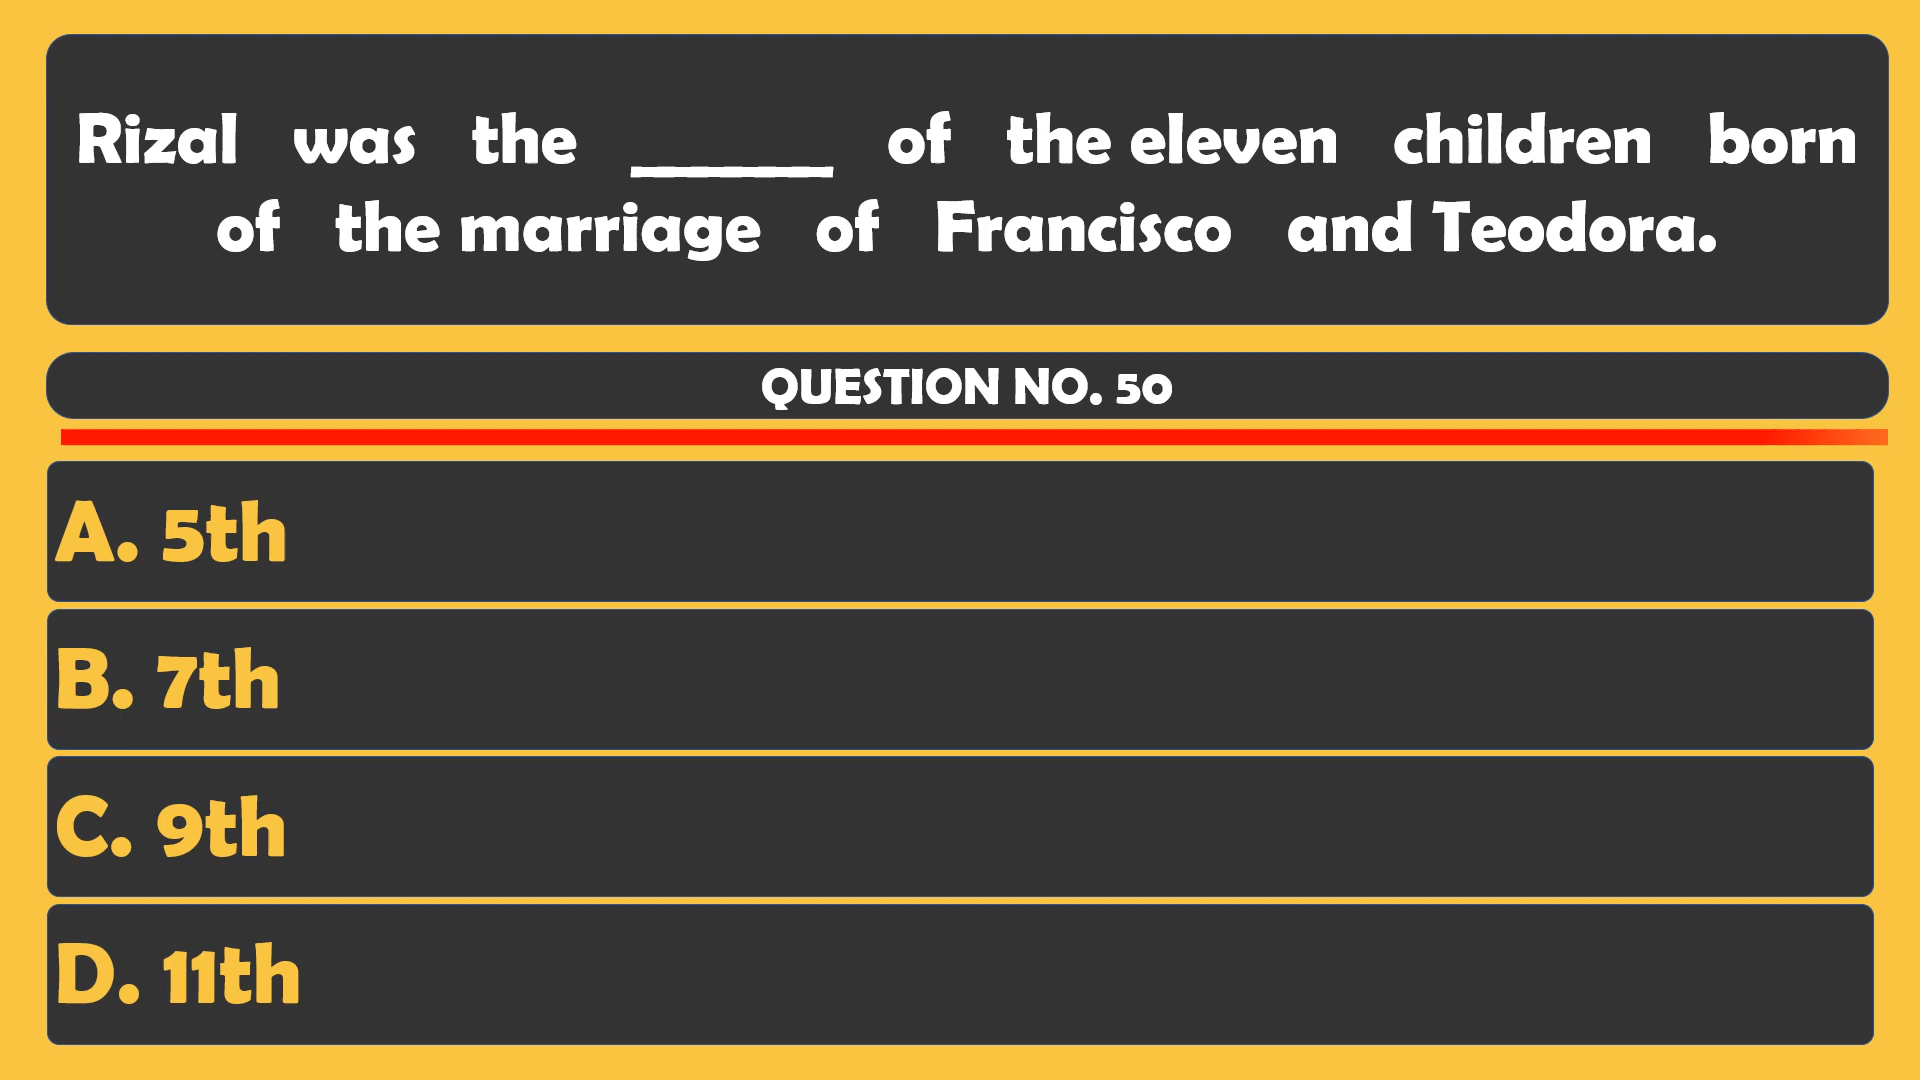 Rizal was the ______ of the eleven children born
of the marriage of Francisco and Teodora.
QUESTION NO. 50
A. 5th
B. 7th
C. 9th
D. 11th